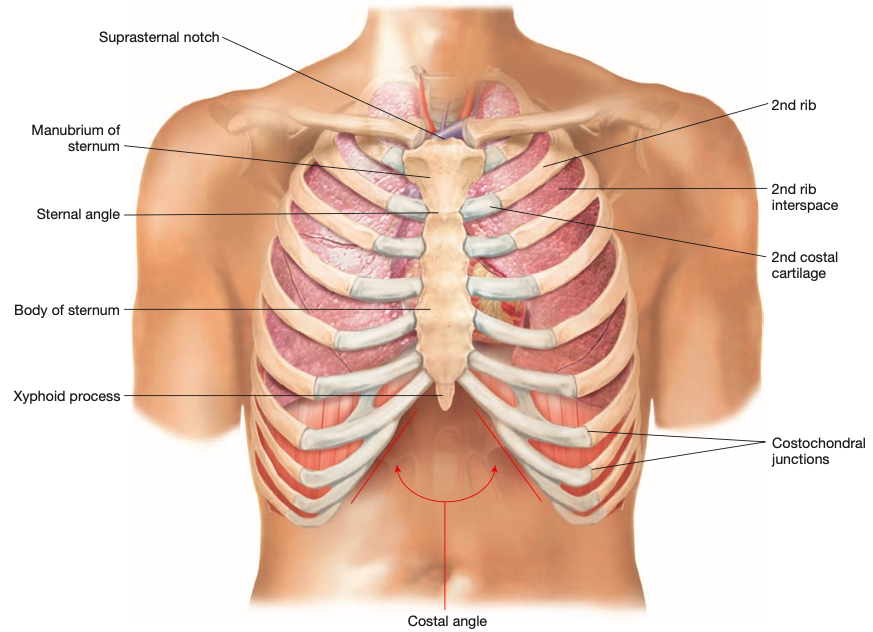 Suprasternal notch
Manubrium of
sternum
Sternal angle
Body of sternum
Xyphoid process
2nd rib
2nd rib
interspace
2nd costal
cartilage
Costochondral
junctions
Costal angle